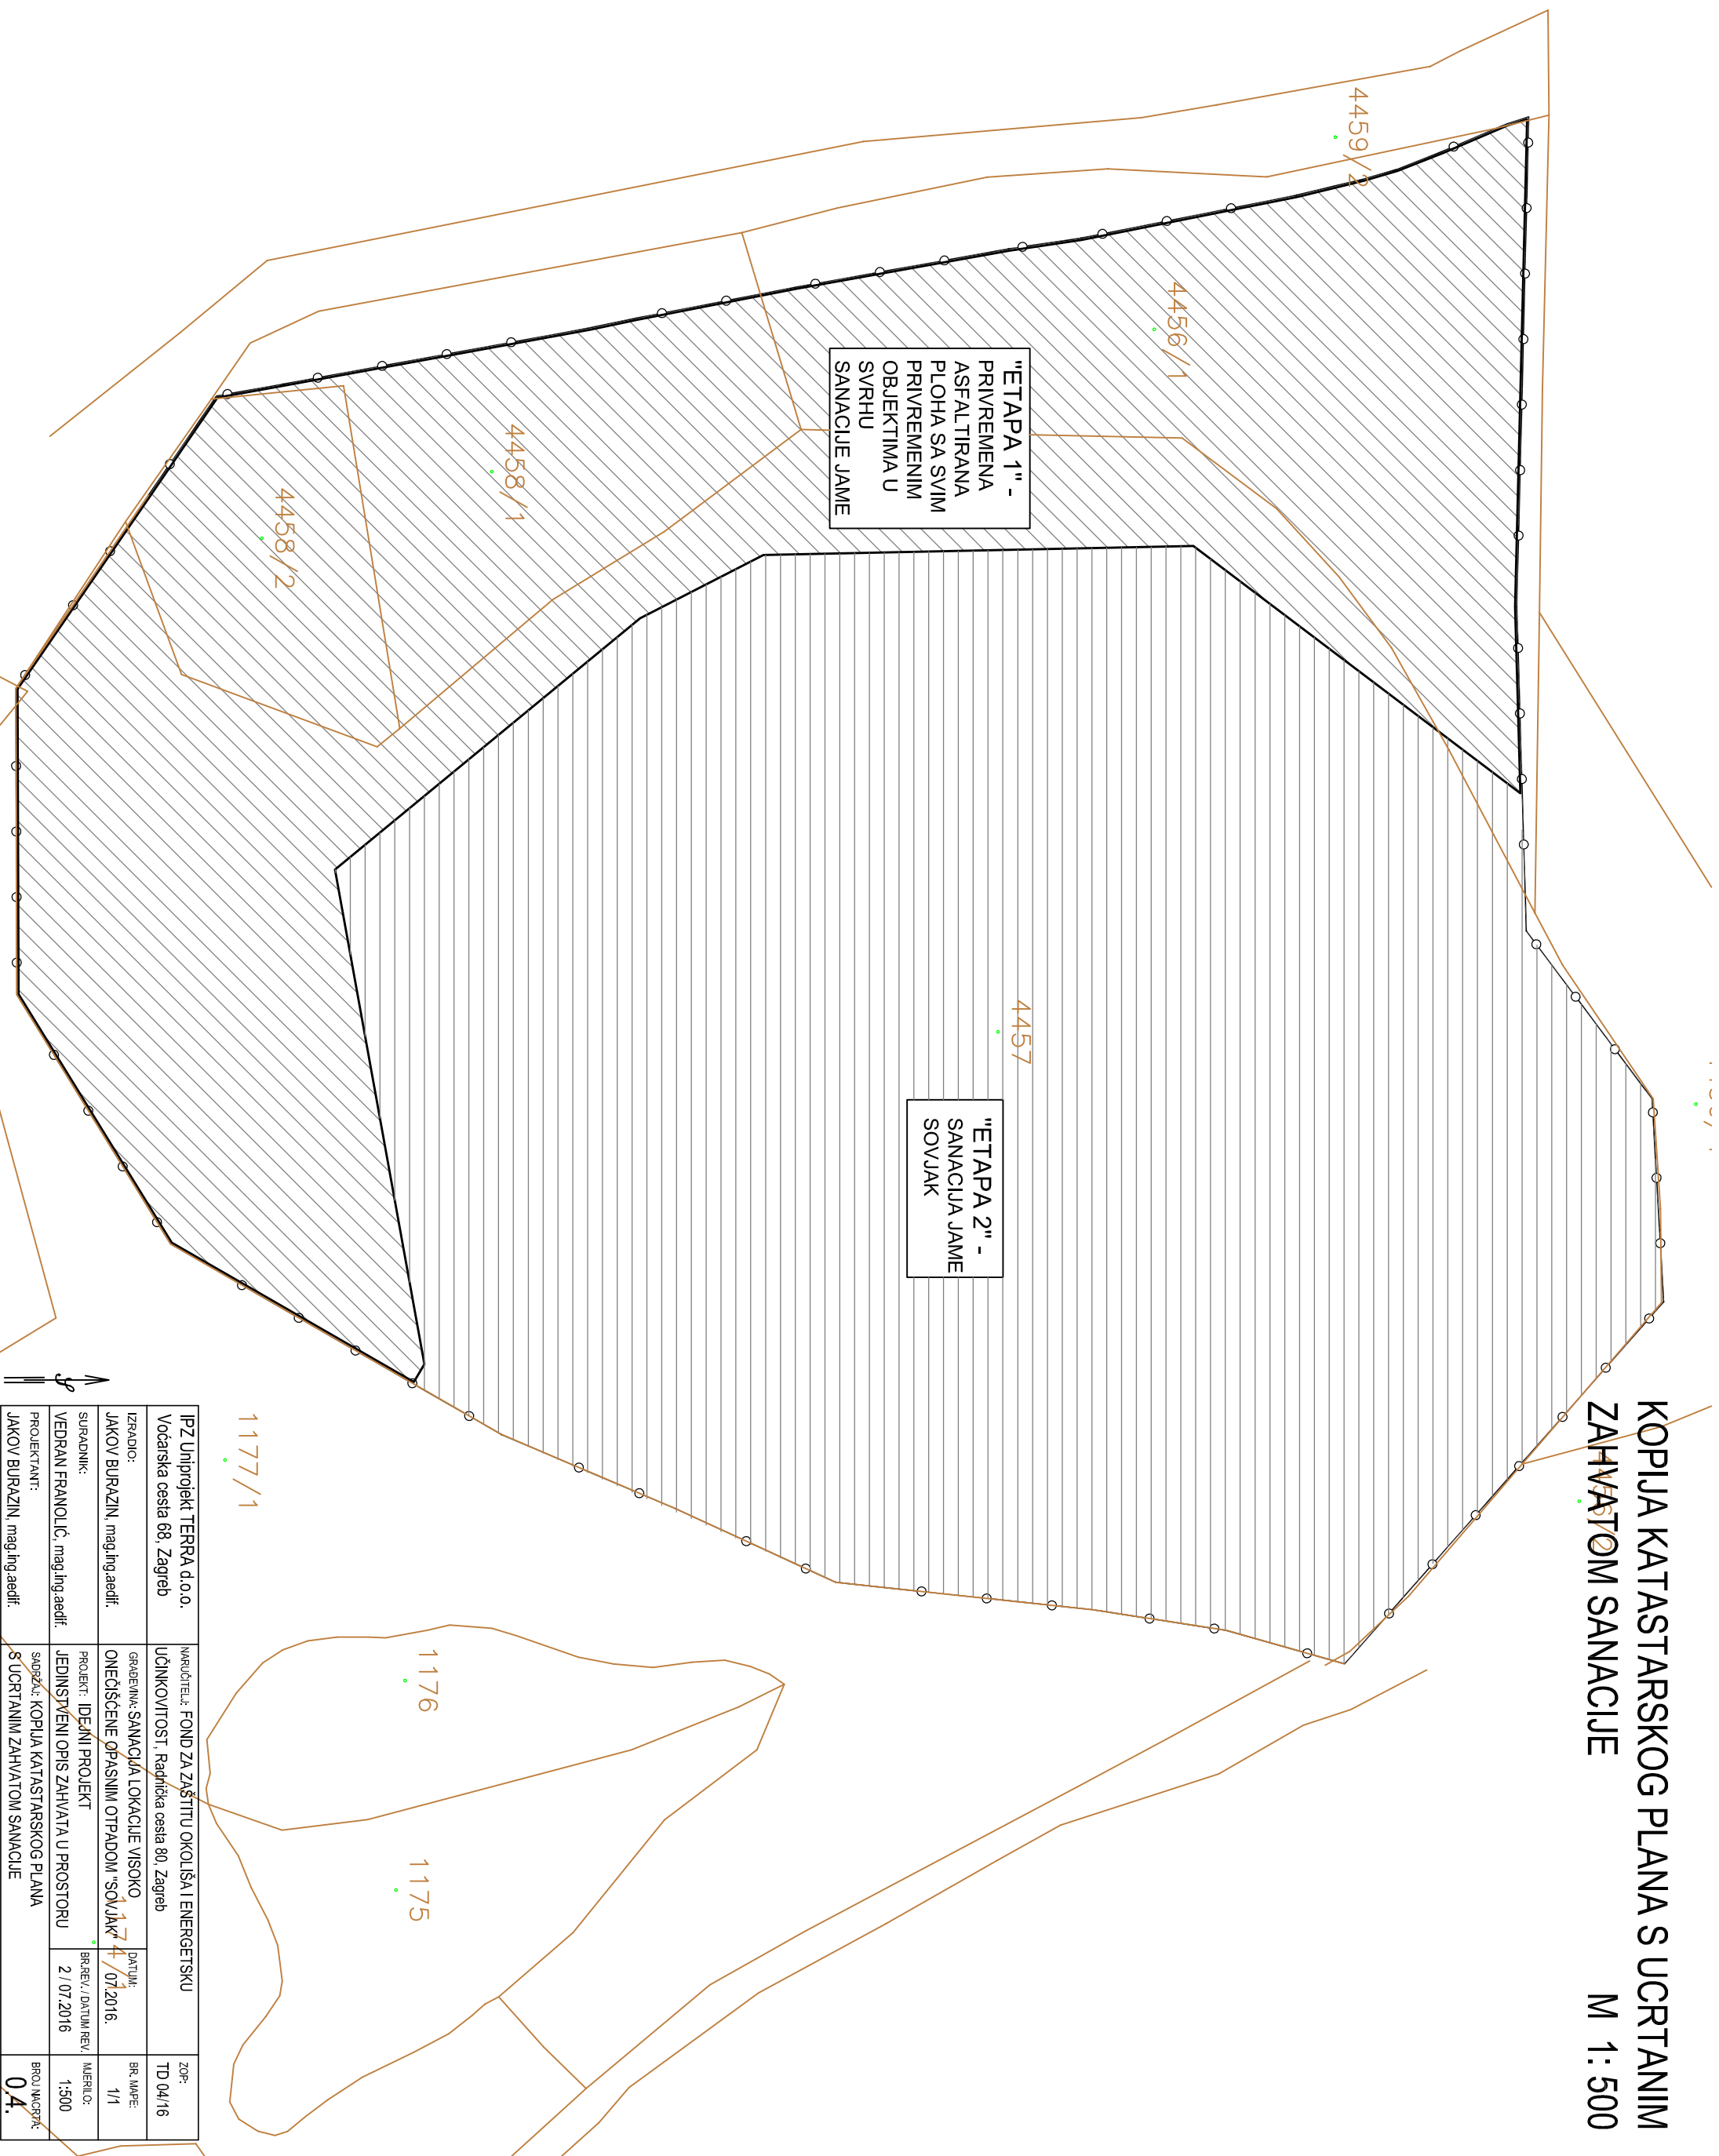 KOPIJA KATASTARSKOG PLANA S UCRTANIM
ZAHVATOM SANACIJE M 1: 500
4459/2
4456/1
4458/1
4458/2
4457
4456/2
"ETAPA 1" -
PRIVREMENA
ASFALTIRANA
PLOHA SA SVIM
PRIVREMENIM
OBJEKTIMA U
SVRHU
SANACIJE JAME
"ETAPA 2" -
SANACIJA JAME
SOVJAK
1177/1
1176
1175
1174/1
IPZ Uniprojekt TERRA d.o.o.
Voćarska cesta 68, Zagreb
NARUČITELJ: FOND ZA ZAŠTITU OKOLIŠA I ENERGETSKU
UČINKOVITOST, Radnička cesta 80, Zagreb
ZOP:
TD 04/16
IZRADIO:
JAKOV BURAZIN, mag.ing.aedif.
GRAĐEVINA: SANACIJA LOKACIJE VISOKO
ONEČIŠĆENE OPASNIM OTPADOM "SOVJAK"
DATUM:
07.2016.
BR. MAPE:
1/1
SURADNIK:
VEDRAN FRANOLIĆ, mag.ing.aedif.
PROJEKT: IDEJNI PROJEKT
JEDINSTVENI OPIS ZAHVATA U PROSTORU
BR.REV. / DATUM REV.
2 / 07.2016
MJERILO:
1:500
PROJEKTANT:
JAKOV BURAZIN, mag.ing.aedif.
SADRŽAJ: KOPIJA KATASTARSKOG PLANA
S UCRTANIM ZAHVATOM SANACIJE
BROJ NACRTA:
0.4.